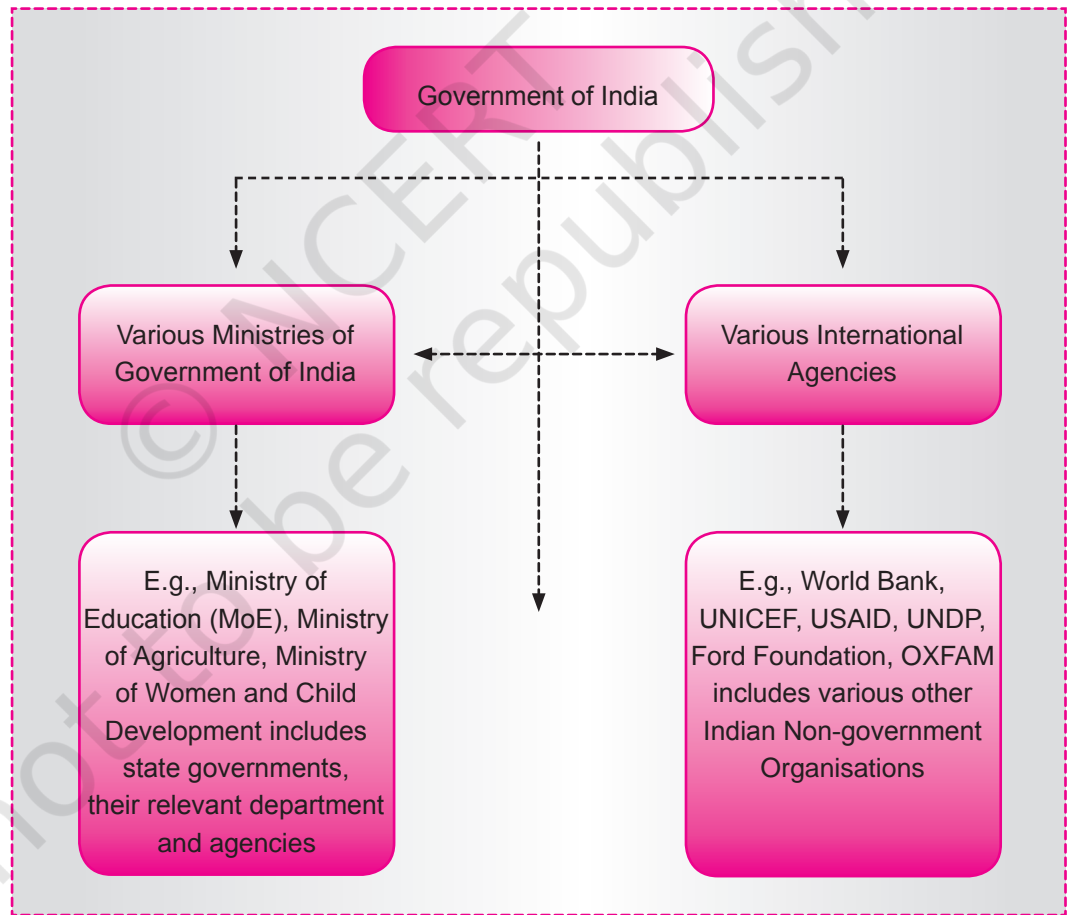 Government of India
Various Ministries of
Government of India
Various International
Agencies
E.g., Ministry of
Education (MoE), Ministry
of Agriculture, Ministry
of Women and Child
Development includes
state governments,
their relevant department
and agencies
E.g., World Bank,
UNICEF, USAID, UNDP,
Ford Foundation, OXFAM
includes various other
Indian Non-government
Organisations
© NCERT
not to be republish